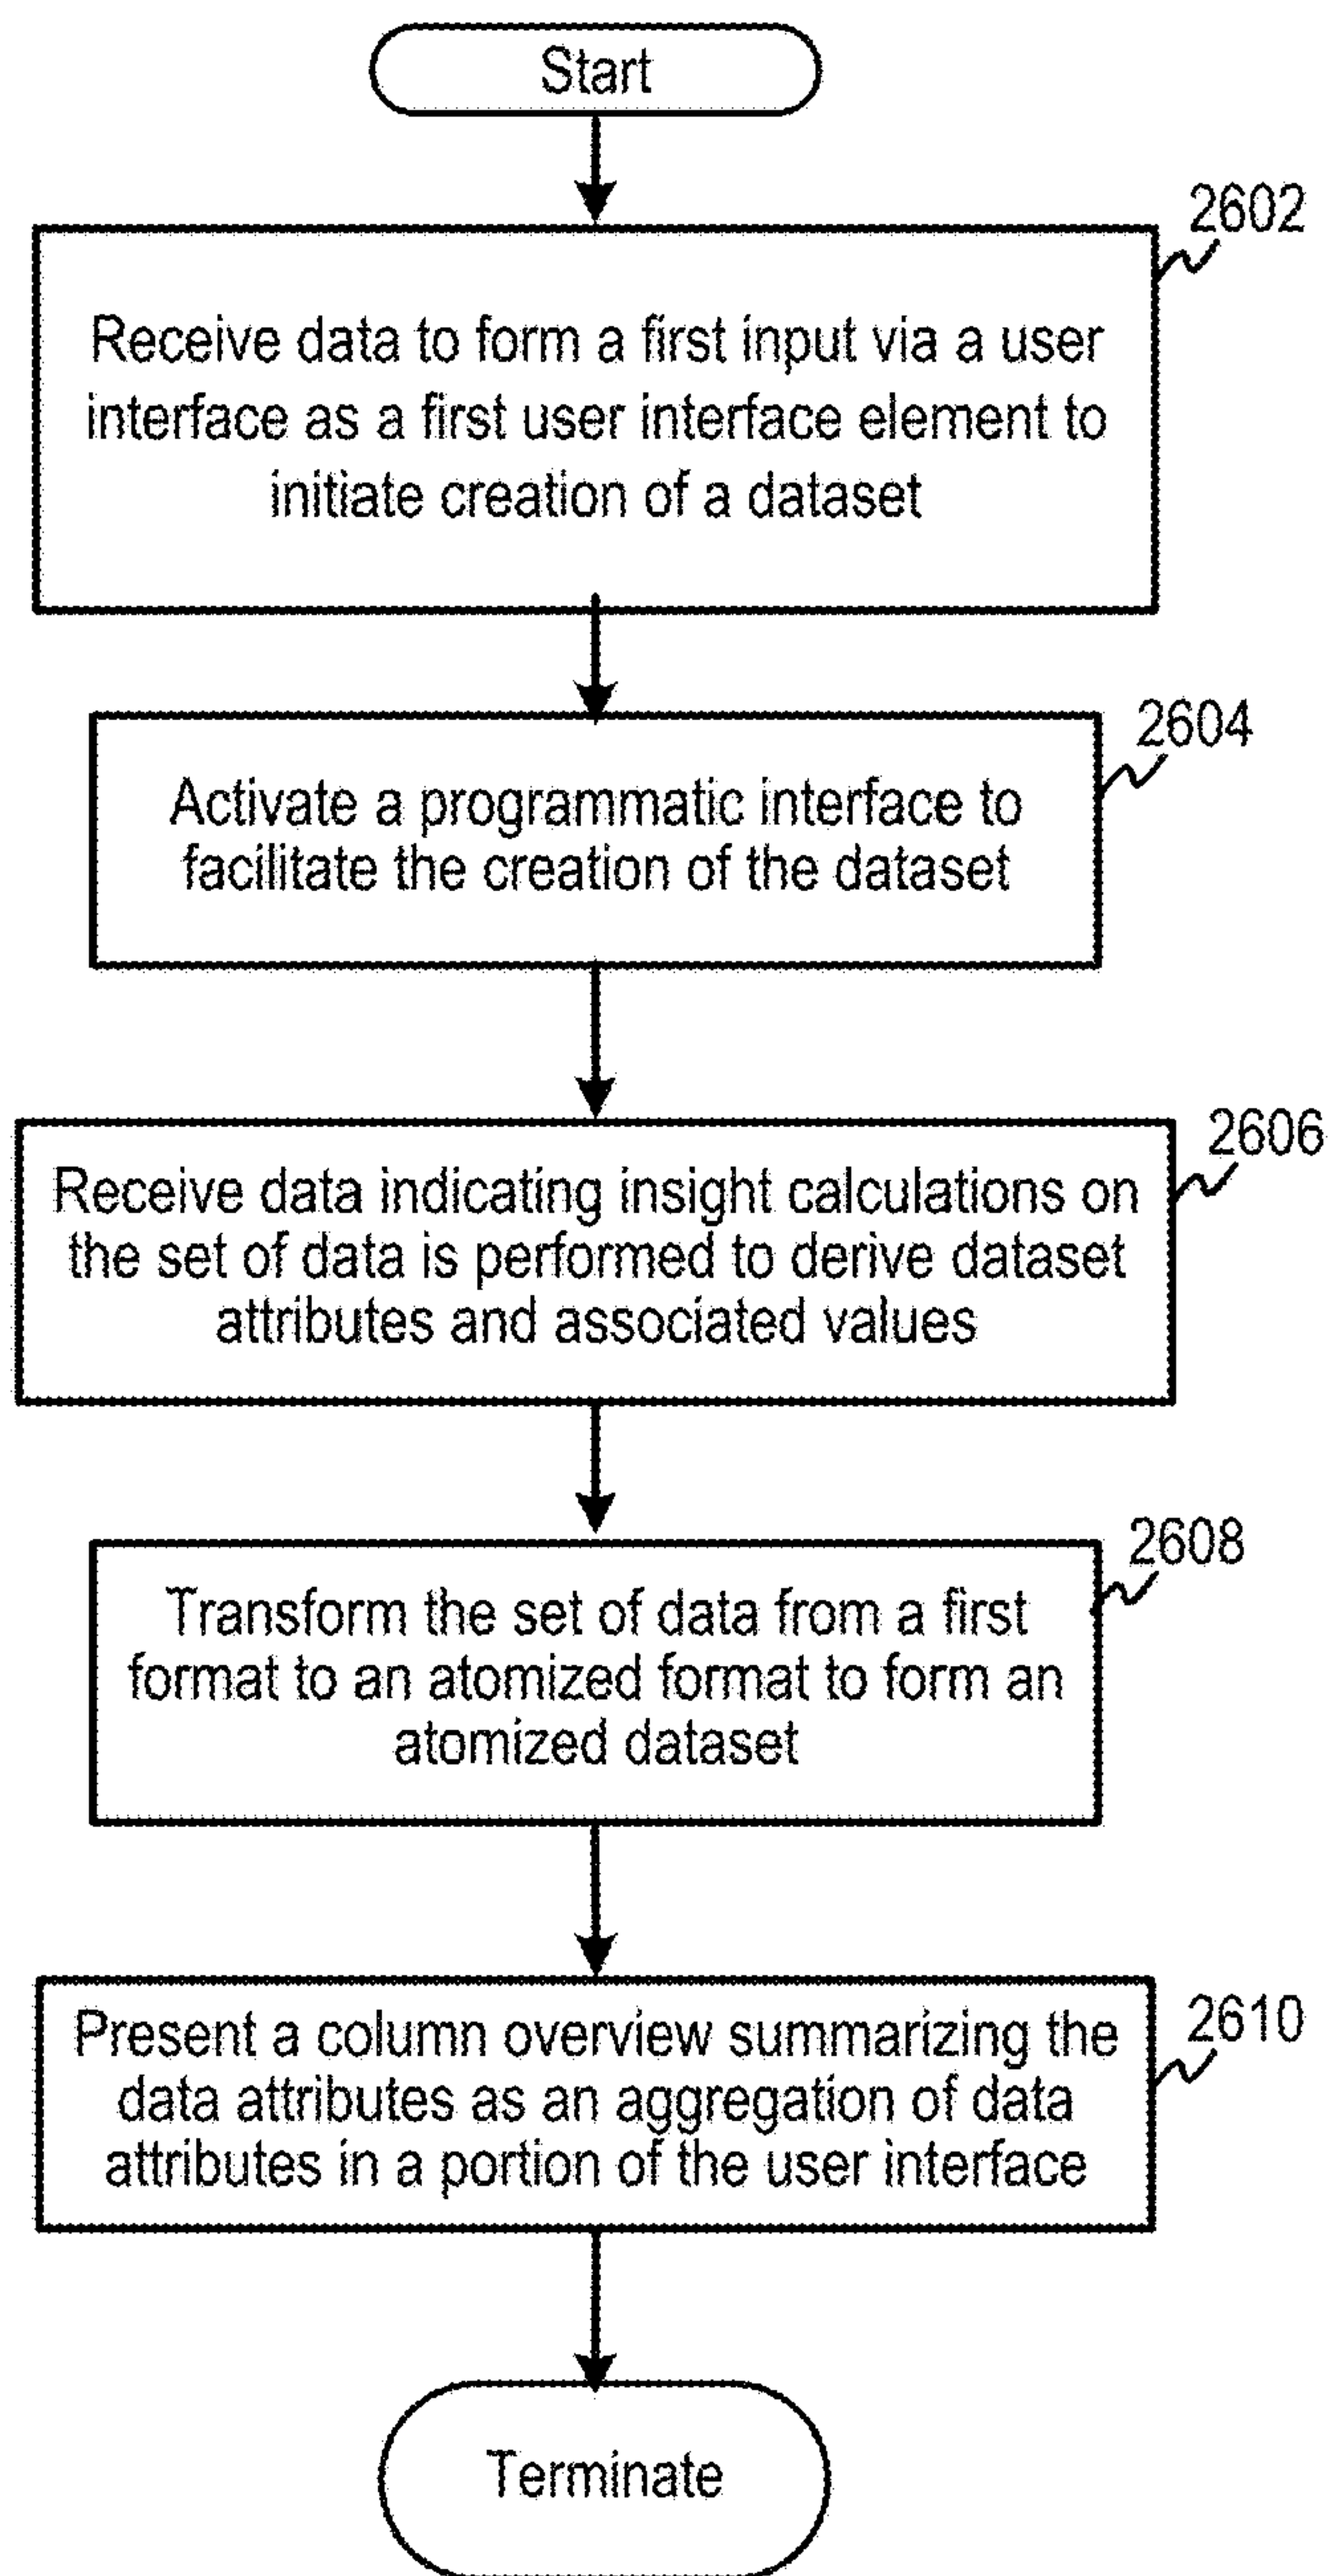 Start
2602
Receive data to form a first input via a user
interface as a first user interface element to
initiate creation of a dataset
2604
Activate a programmatic interface to
facilitate the creation of the dataset
2606
Receive data indicating insight calculations on
the set of data is performed to derive dataset
attributes and associated values
2608
Transform the set of data from a first
format to an atomized format to form an
atomized dataset
2610
Present a column overview summarizing the
data attributes as an aggregation of data
attributes in a portion of the user interface
Terminate